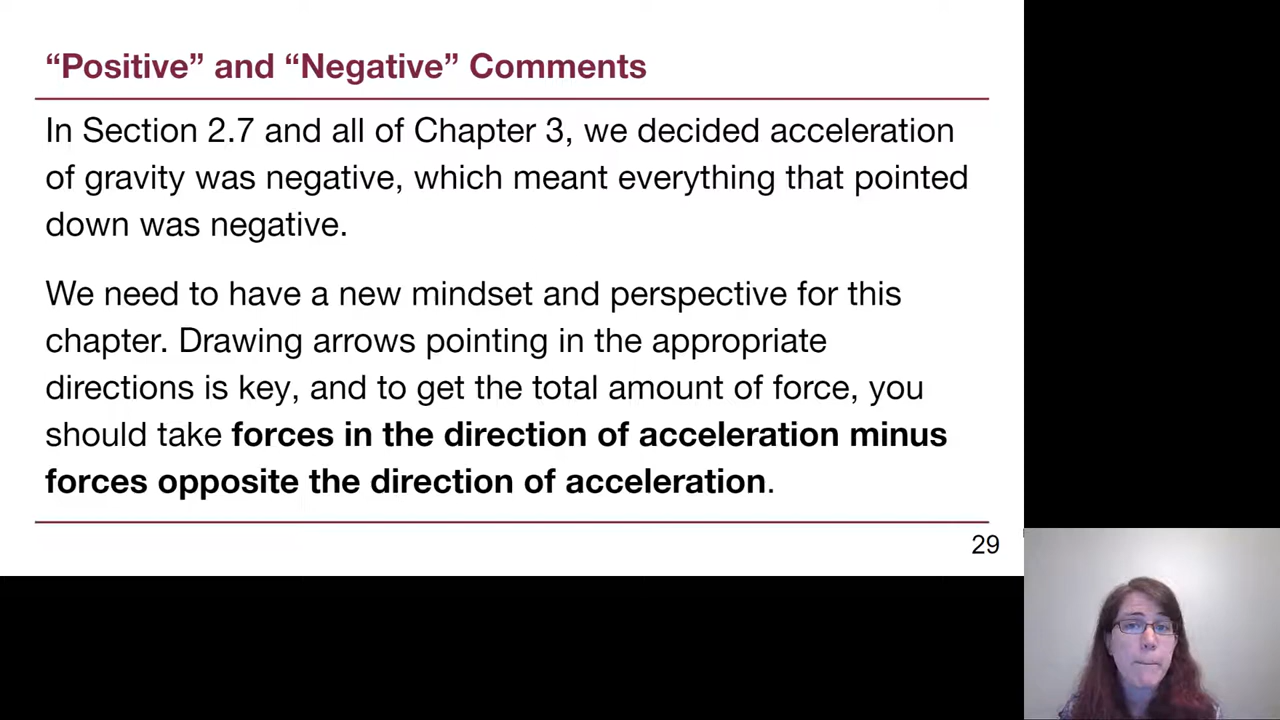 “Positive” and “Negative” Comments
In Section 2.7 and all of Chapter 3, we decided acceleration
of gravity was negative, which meant everything that pointed
down was negative.
We need to have a new mindset and perspective for this
chapter. Drawing arrows pointing in the appropriate
directions is key, and to get the total amount of force, you
should take forces in the direction of acceleration minus
forces opposite the direction of acceleration.
29